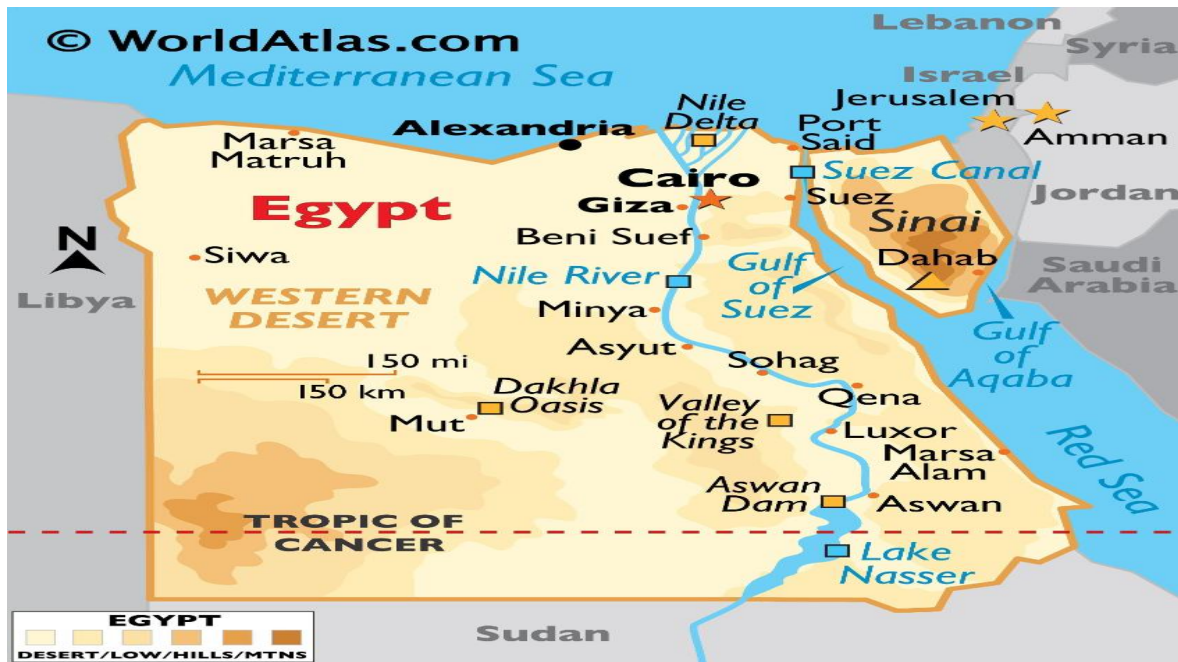 © WorldAtlas.com
Mediterranean Sea
Lebanon
Syria
Israel
Jerusalem
Amman
Jordan
Saudi
Arabia
Marsa
Matruh
Alexandria
Nile
Delta
Port
Said
Suez Canal
Cairo
Giza
Suez
Egypt
Sinai
N
Siwa
Beni Suef
Dahab
Libya
Nile River
Gulf
of
Suez
WESTERN
DESERT
Minya
Gulf
of
Aqaba
Asyut
150 mi
150 km
Sohag
Dakhla
Oasis
Mut
Qena
Valley
of the
Kings
Luxor
Marsa
Alam
Red Sea
Aswan
Dam
Aswan
TROPIC OF
CANCER
Lake
Nasser
Sudan
EGYPT
DESERT/LOW/HILLS/MTNS